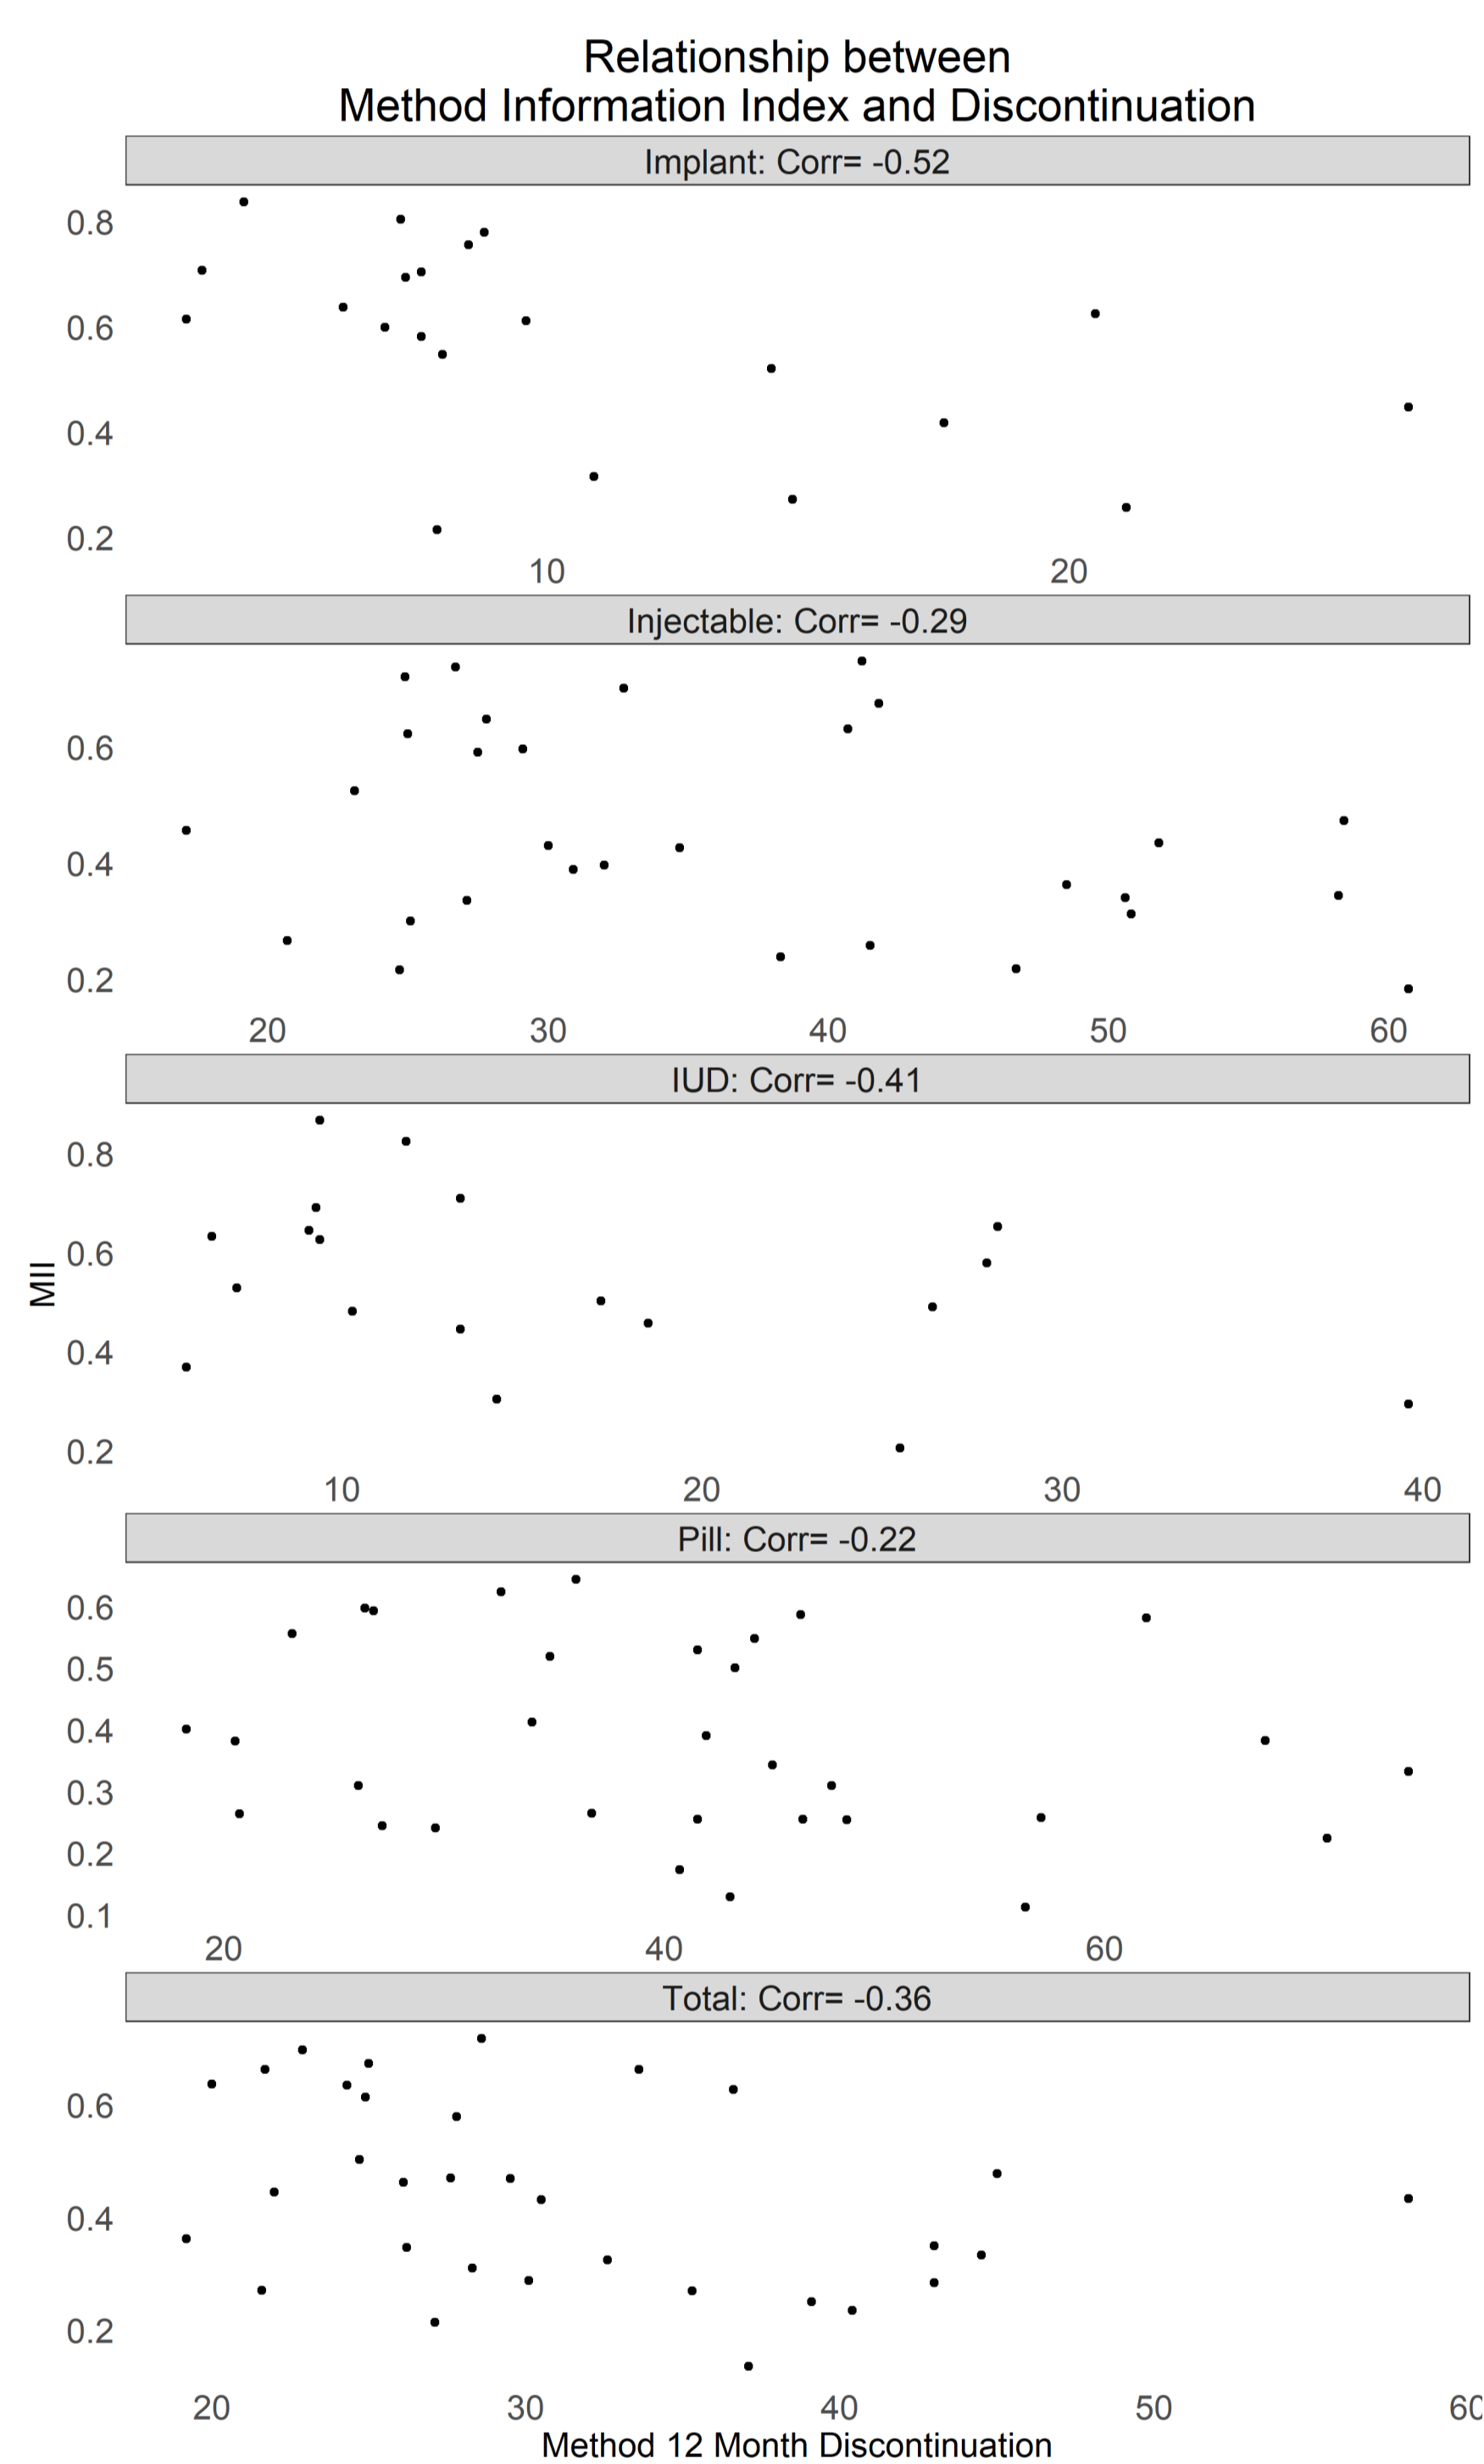 Relationship between
Method Information Index and Discontinuation
Implant: Corr= -0.52
0.8
0.6
0.4
0.2
10 20
Injectable: Corr= -0.29
0.6
0.4
0.2
20 30 40 50 60
IUD: Corr= -0.41
0.8
0.6
0.4
0.2
MII
10 20 30 40
Pill: Corr= -0.22
0.6
0.5
0.4
0.3
0.2
0.1
20 40 60
Total: Corr= -0.36
0.6
0.4
0.2
20 30 40 50 60
Method 12 Month Discontinuation